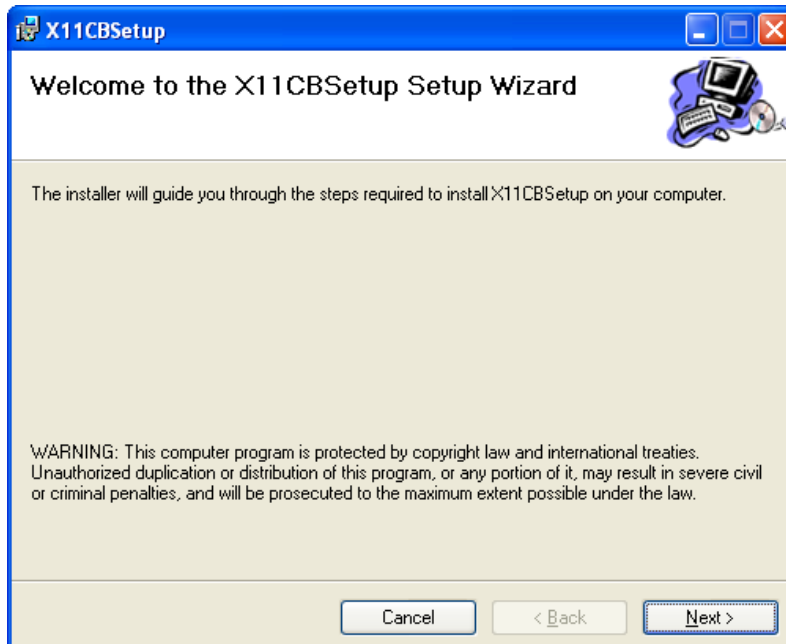 X11CBSetup
Welcome to the X11CBSetup Setup Wizard
The installer will guide you through the steps required to install X11CBSetup on your computer.
WARNING: This computer program is protected by copyright law and international treaties.
Unauthorized duplication or distribution of this program, or any portion of it, may result in severe civil
or criminal penalties, and will be prosecuted to the maximum extent possible under the law.
Cancel
< Back
Next >